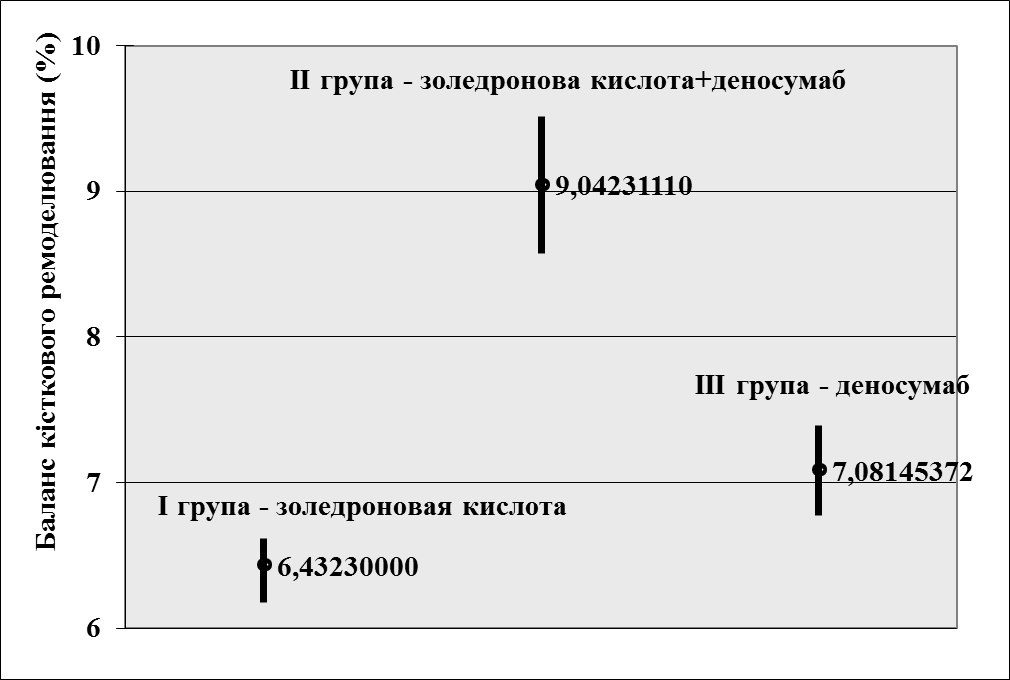 Баланс кісткового ремоделювання (%)
10
9
8
7
6
II група - золедронова кислота+деносумаб
9,04231110
III група - деносумаб
7,08145372
I група - золедроновая кислота
6,43230000